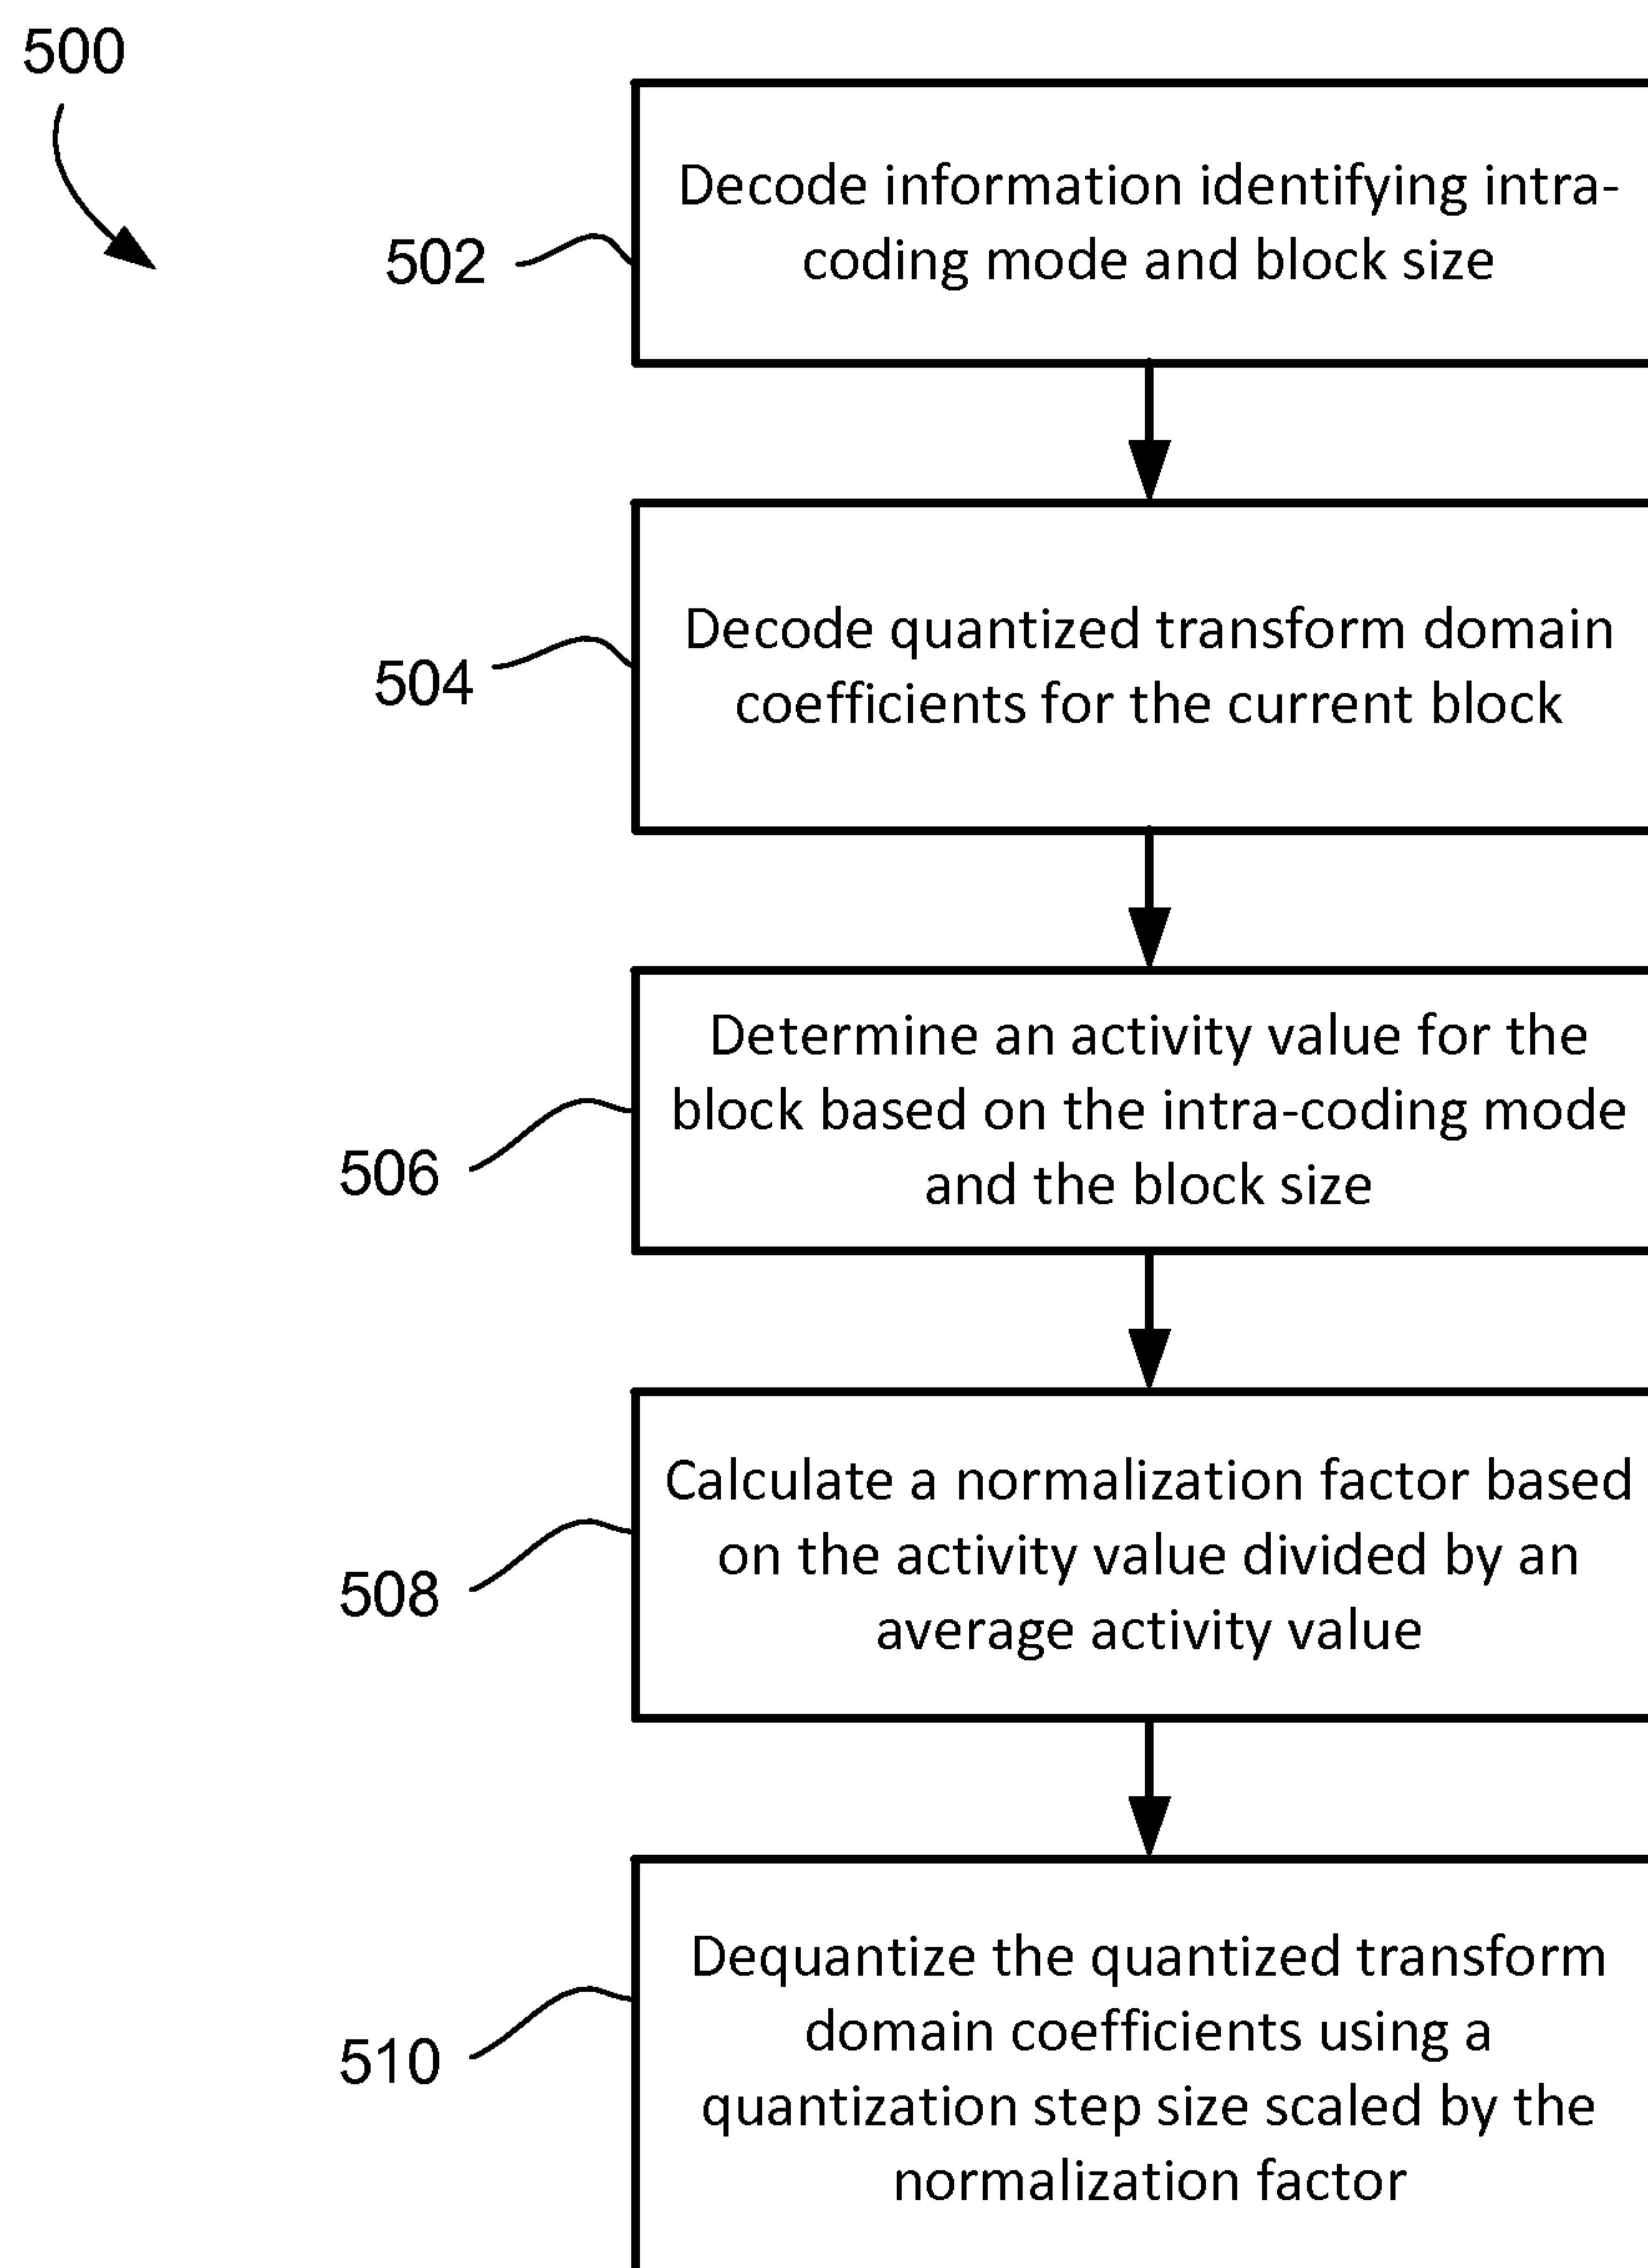 500
502
Decode information identifying intra-
coding mode and block size
504
Decode quantized transform domain
coefficients for the current block
506
Determine an activity value for the
block based on the intra-coding mode
and the block size
508
Calculate a normalization factor based
on the activity value divided by an
average activity value
510
Dequantize the quantized transform
domain coefficients using a
quantization step size scaled by the
normalization factor